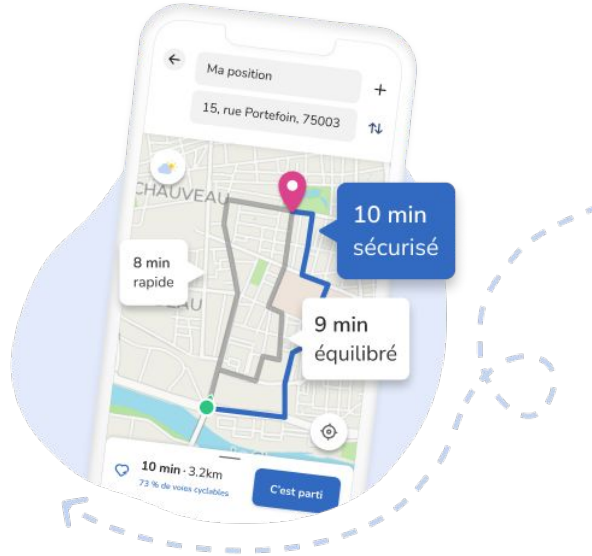 Ma position
15, rue Portefoin, 75003
CHAUVEAU
10 min
sécurisé
8 min
rapide
EAU
9 min
équilibré
10 min · 3.2km
73 % de voies cyclables
C'est parti